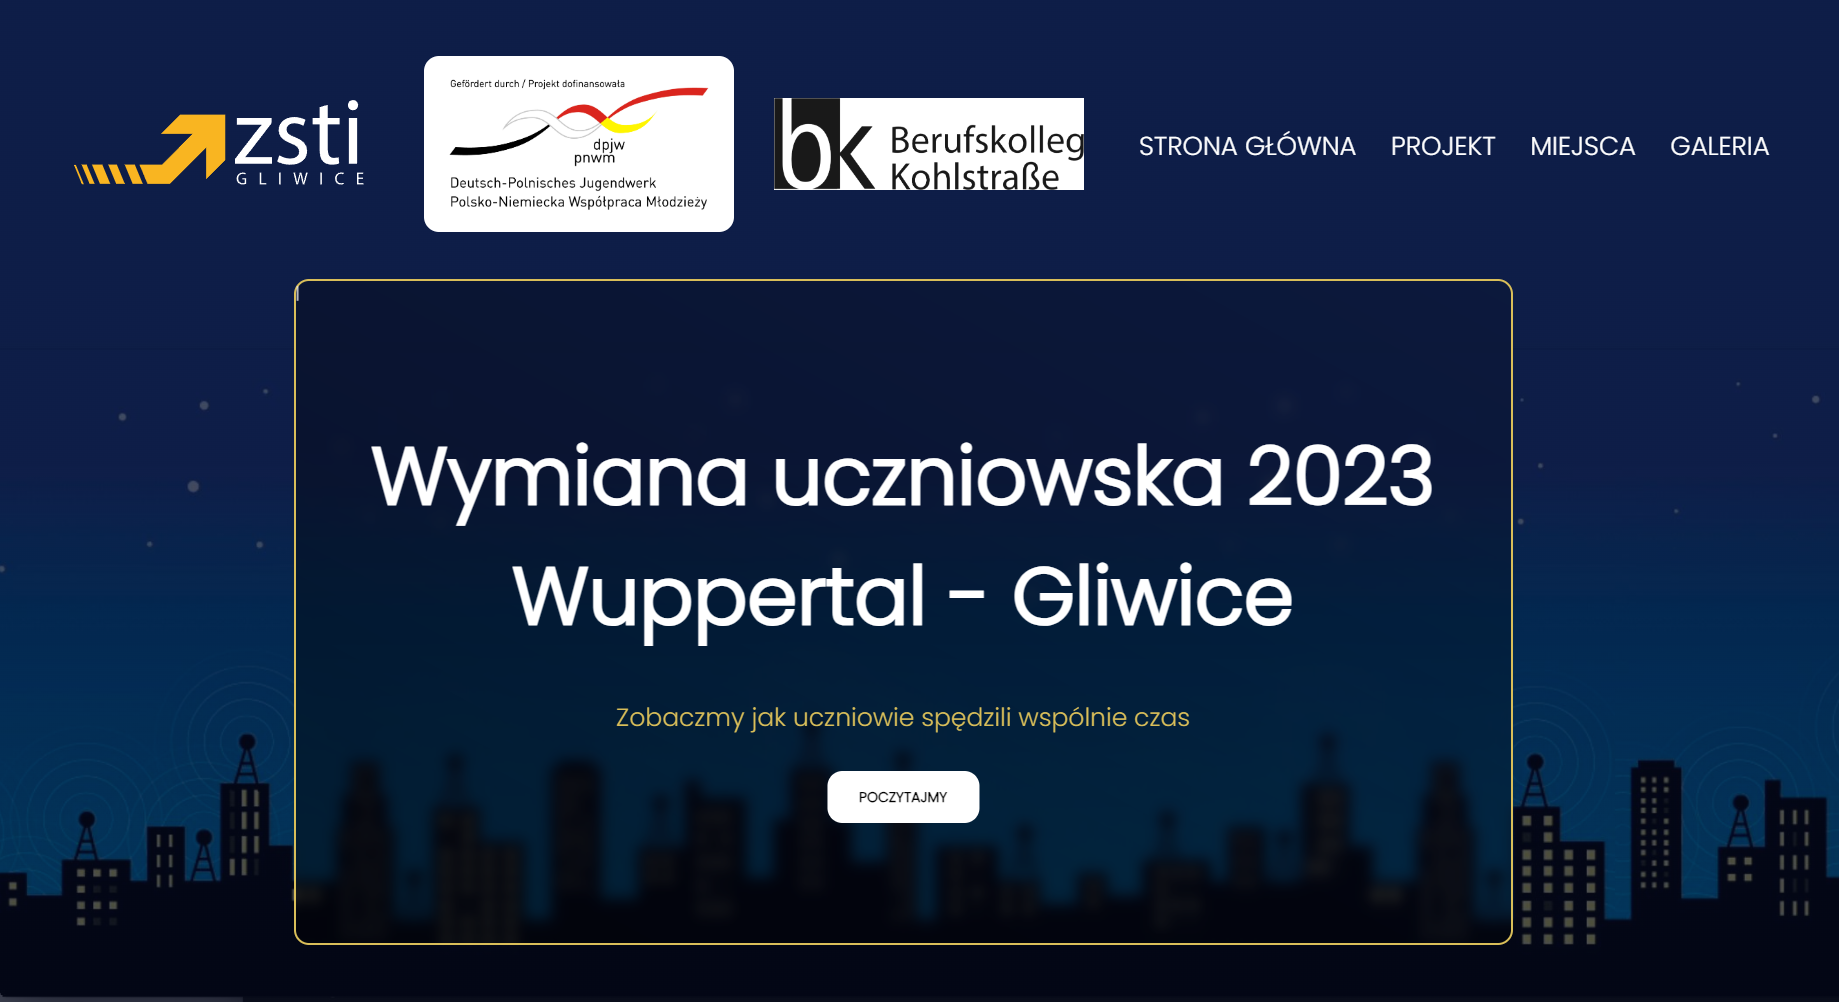 zsti
GLIWICE
Gefördert durch / Projekt dofinansowała
dpjw
pnwm
Deutsch-Polnisches Jugendwerk
Polsko-Niemiecka Współpraca Młodzieży
bk Berufskolleg
Kohlstraße
STRONA GŁÓWNA PROJEKT MIEJSCA GALERIA
Wymiana uczniowska 2023
Wuppertal - Gliwice
Zobaczmy jak uczniowie spędzili wspólnie czas
POCZYTAJMY